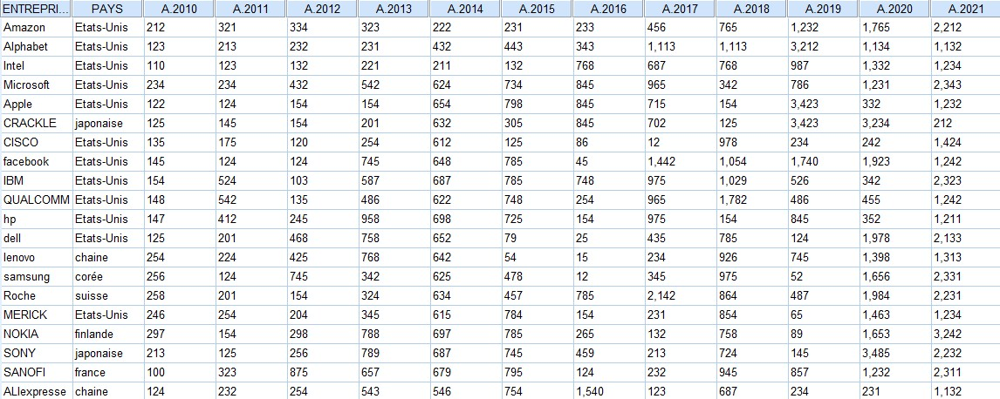 ENTREPRI... PAYS A.2010 A.2011 A.2012 A.2013 A.2014 A.2015 A.2016 A.2017 A.2018 A.2019 A.2020 A.2021
Amazon Etats-Unis 212 321 334 323 222 231 233 456 765 1,232 1,765 2,212
Alphabet Etats-Unis 123 213 232 231 432 443 343 1,113 1,113 3,212 1,134 1,132
Intel Etats-Unis 110 123 132 221 211 132 768 687 768 987 1,332 1,234
Microsoft Etats-Unis 234 234 432 542 624 734 845 965 342 786 1,231 2,343
Apple Etats-Unis 122 124 154 154 654 798 845 715 154 3,423 332 1,232
CRACKLE japonaise 125 145 154 201 632 305 845 702 125 3,423 3,234 212
CISCO Etats-Unis 135 175 120 254 612 125 86 12 978 234 242 1,424
facebook Etats-Unis 145 124 124 745 648 785 45 1,442 1,054 1,740 1,923 1,242
IBM Etats-Unis 154 524 103 587 687 785 748 975 1,029 526 342 2,323
QUALCOMM Etats-Unis 148 542 135 486 622 748 254 965 1,782 486 455 1,242
hp Etats-Unis 147 412 245 958 698 725 154 975 154 845 352 1,211
dell Etats-Unis 125 201 468 758 652 79 25 435 785 124 1,978 2,133
lenovo chaine 254 224 425 768 642 54 15 234 926 745 1,398 1,313
samsung corée 256 124 745 342 625 478 12 345 975 52 1,656 2,331
Roche suisse 258 201 154 324 634 457 785 2,142 864 487 1,984 2,231
MERICK Etats-Unis 246 254 204 345 615 784 154 231 854 65 1,463 1,234
NOKIA finlande 297 154 298 788 697 785 265 132 758 89 1,653 3,242
SONY japonaise 213 125 256 789 687 745 459 213 724 145 3,485 2,232
SANOFI france 100 323 875 657 679 795 124 232 945 857 1,232 2,311
ALIexpresse chaine 124 232 254 543 546 754 1,540 123 687 234 231 1,132